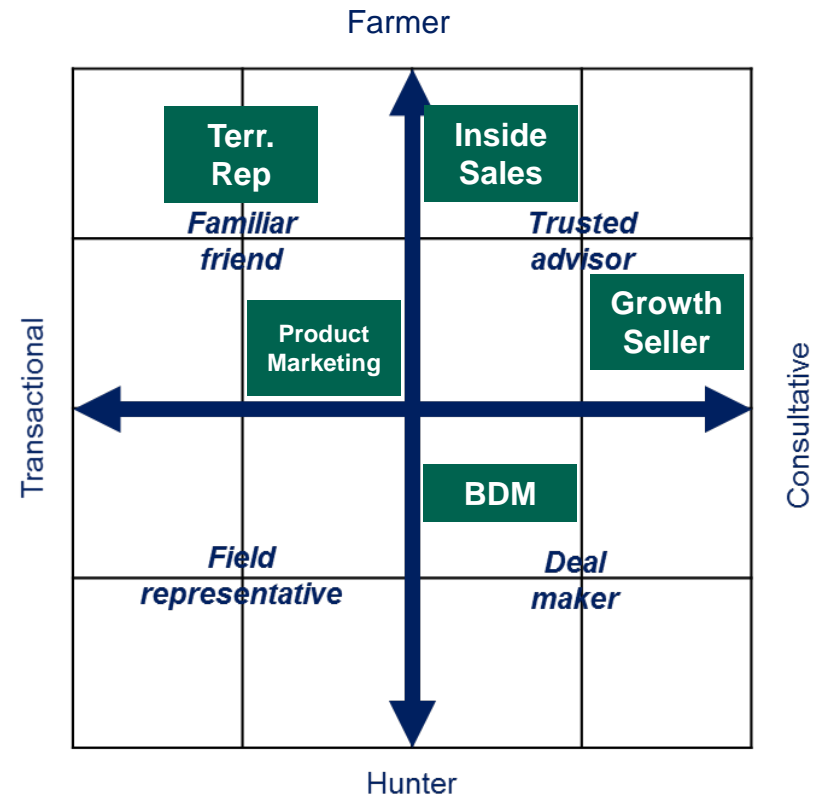 Farmer
Terr.
Rep
Inside
Sales
Familiar
friend
Trusted
advisor
Growth
Seller
Product
Marketing
Transactional
Consultative
BDM
Field
representative
Deal
maker
Hunter